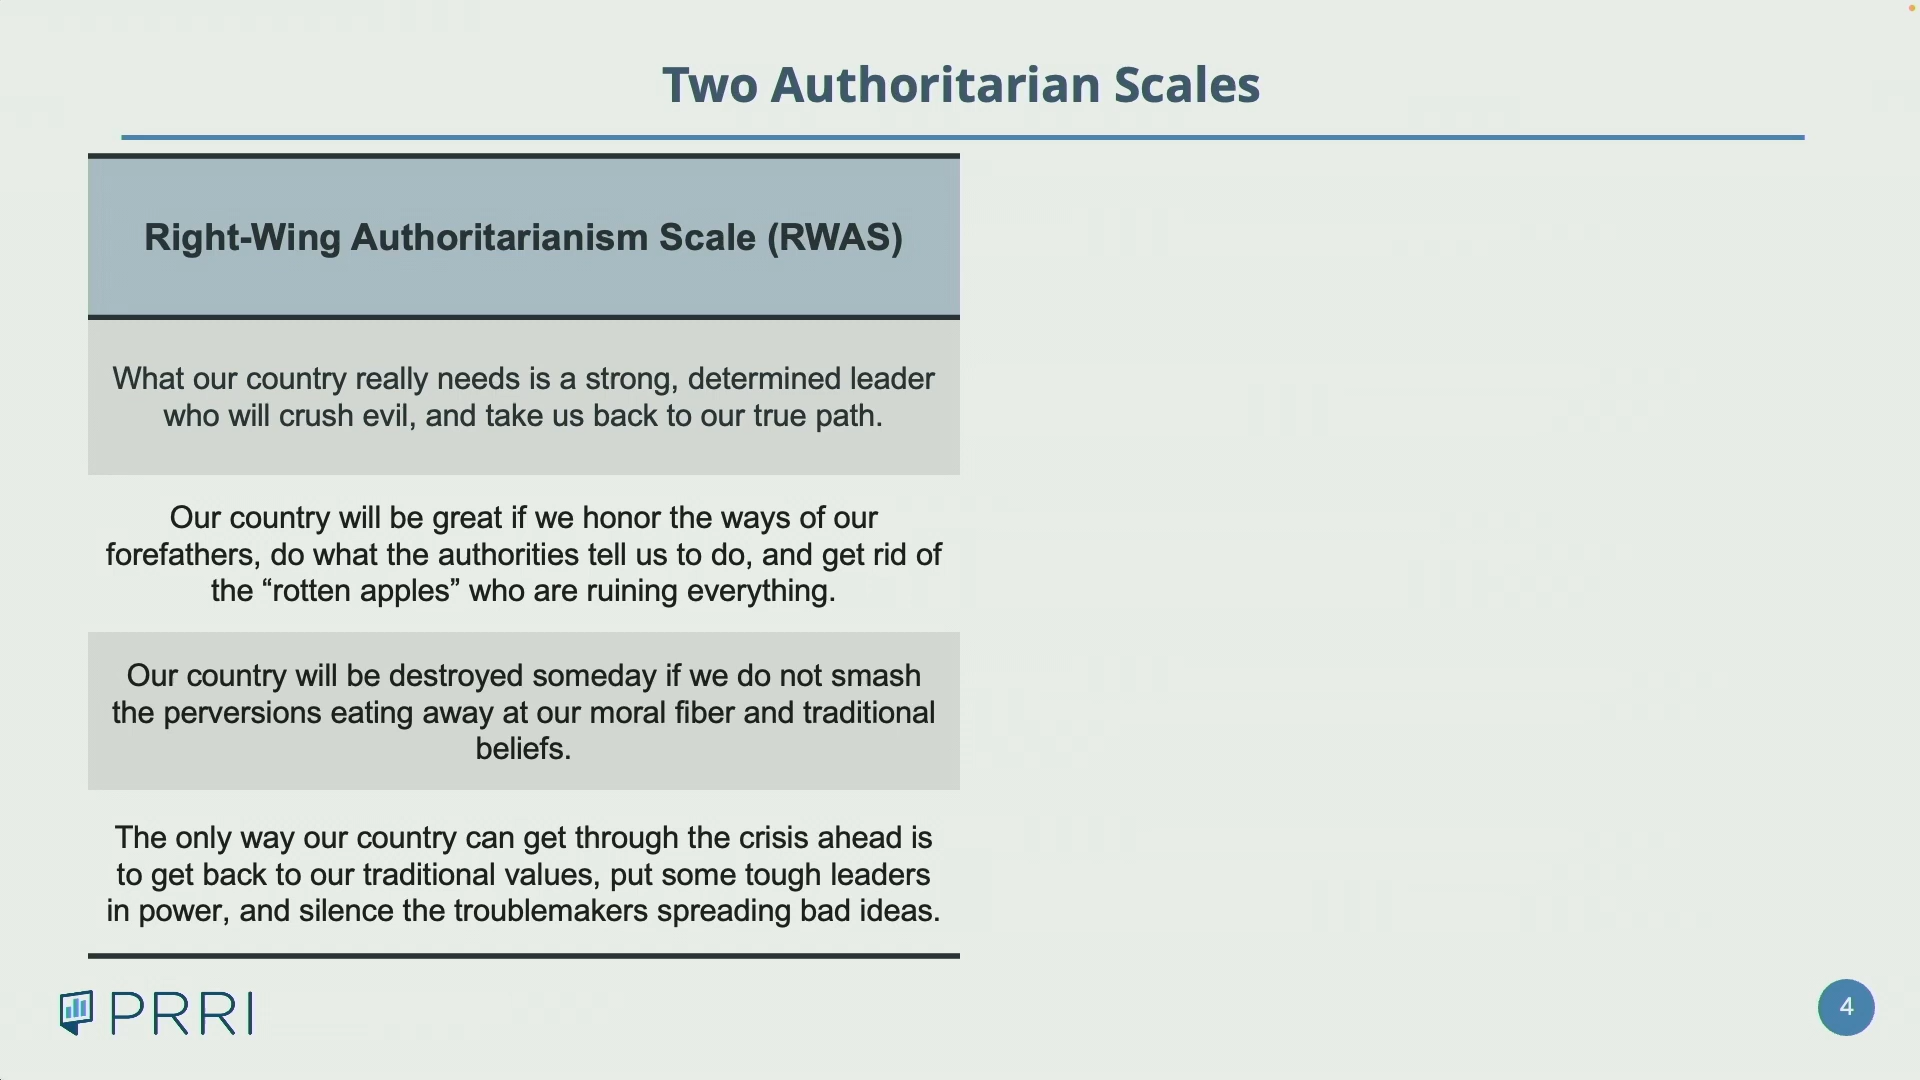 Two Authoritarian Scales
Right-Wing Authoritarianism Scale (RWAS)
What our country really needs is a strong, determined leader
who will crush evil, and take us back to our true path.
Our country will be great if we honor the ways of our
forefathers, do what the authorities tell us to do, and get rid of
the “rotten apples” who are ruining everything.
Our country will be destroyed someday if we do not smash
the perversions eating away at our moral fiber and traditional
beliefs.
The only way our country can get through the crisis ahead is
to get back to our traditional values, put some tough leaders
in power, and silence the troublemakers spreading bad ideas.
PRRI
4